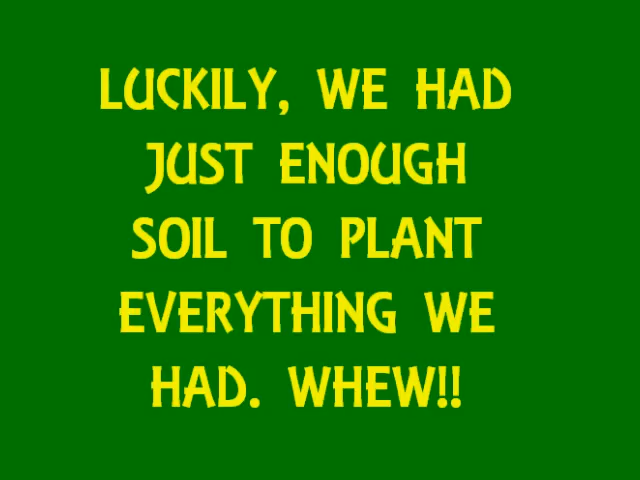 LUCKILY, WE HAD
JUST ENOUGH
SOIL TO PLANT
EVERYTHING WE
HAD. WHEW!!